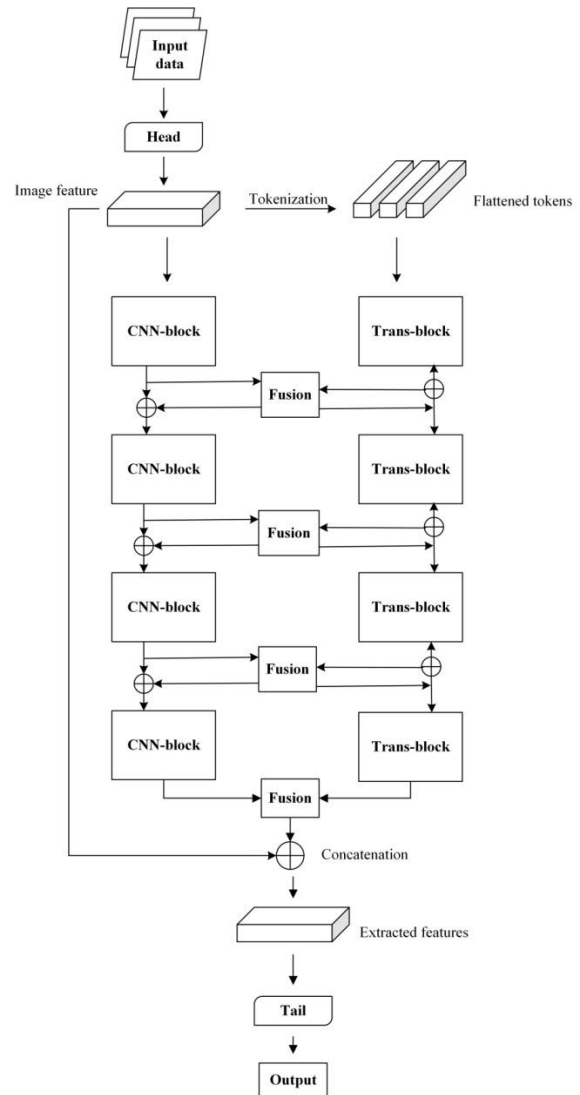 Input
data
Head
Image feature
Tokenization
Flattened tokens
CNN-block
Trans-block
Fusion
CNN-block
Trans-block
Fusion
CNN-block
Trans-block
Fusion
CNN-block
Trans-block
Fusion
Concatenation
Extracted features
Tail
Output